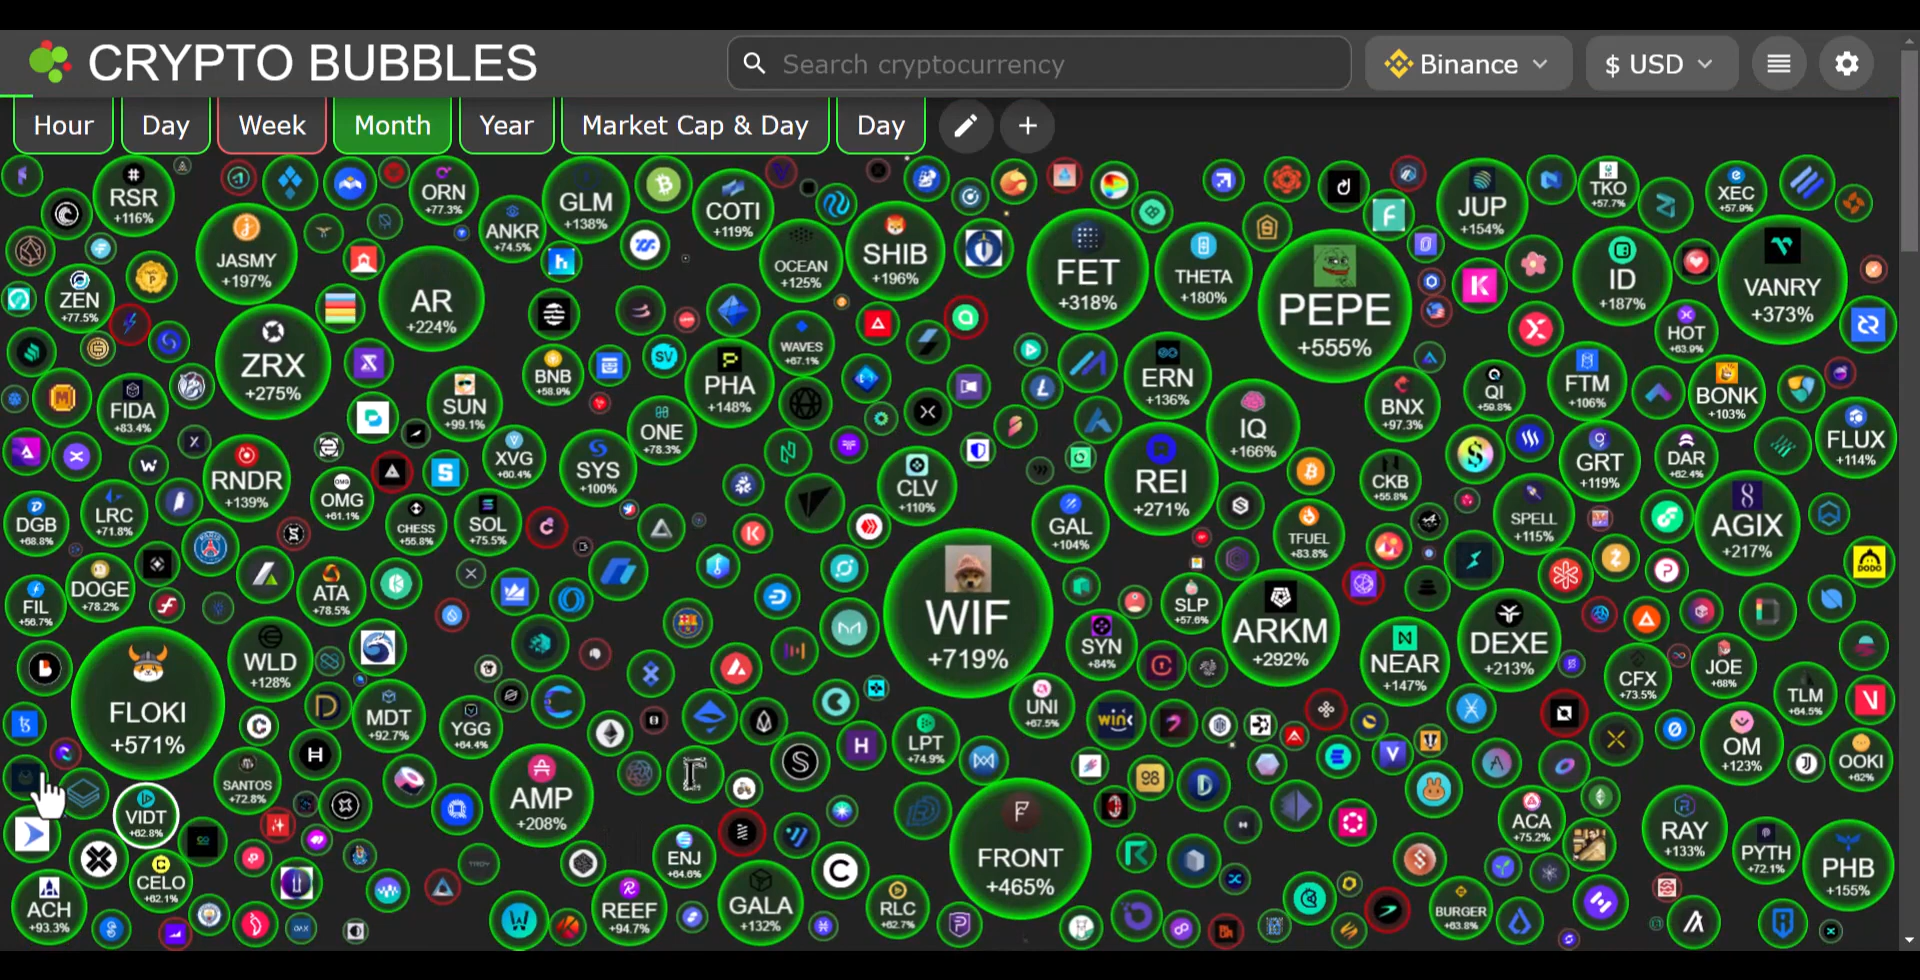 CRYPTO BUBBLES
Search cryptocurrency
Binance
$ USD
Hour
Day
Week
Month
Year
Market Cap & Day
Day
RSR
+116%
ORN
+77.3%
GLM
+138%
COTI
+119%
ANKR
+74.5%
SHIB
+196%
JUP
+154%
TKO
+57.7%
XEC
+57.9%
JASMY
+197%
OCEAN
+125%
FET
+318%
THETA
+180%
PEPE
+555%
ID
+187%
VANRY
+373%
ZEN
+77.5%
AR
+224%
HOT
+63.9%
ZRX
+275%
WAVES
+67.1%
BNB
+58.9%
PHA
+148%
ERN
+136%
QI
+59.8%
FTM
+106%
BONK
+103%
FIDA
+83.4%
SUN
+99.1%
ONE
+78.3%
IQ
+166%
BNX
+97.3%
FLUX
+114%
XVG
+60.4%
SYS
+100%
GRT
+119%
DAR
+62.4%
RNDR
+139%
OMG
+61.1%
CLV
+110%
REI
+271%
CKB
+55.8%
DGB
+68.8%
LRC
+71.8%
CHESS
+55.8%
SOL
+75.5%
GAL
+104%
TFUEL
+83.8%
SPELL
+115%
AGIX
+217%
FIL
+56.7%
DOGE
+78.2%
ATA
+78.5%
WIF
+719%
SLP
+57.6%
ARKM
+292%
DEXE
+213%
SYN
+84%
NEAR
+147%
WLD
+128%
CFX
+73.5%
JOE
+68%
FLOKI
+571%
MDT
+92.7%
YGG
+64.4%
UNI
+67.5%
TLM
+64.5%
LPT
+74.9%
OM
+123%
OOKI
+62%
SANTOS
+72.8%
AMP
+208%
VIDT
+62.8%
FRONT
+465%
ACA
+75.2%
RAY
+133%
PYTH
+72.1%
PHB
+155%
ENJ
+64.6%
CELO
+62.1%
ACH
+93.3%
REEF
+94.7%
GALA
+132%
RLC
+62.7%
BURGER
+63.8%